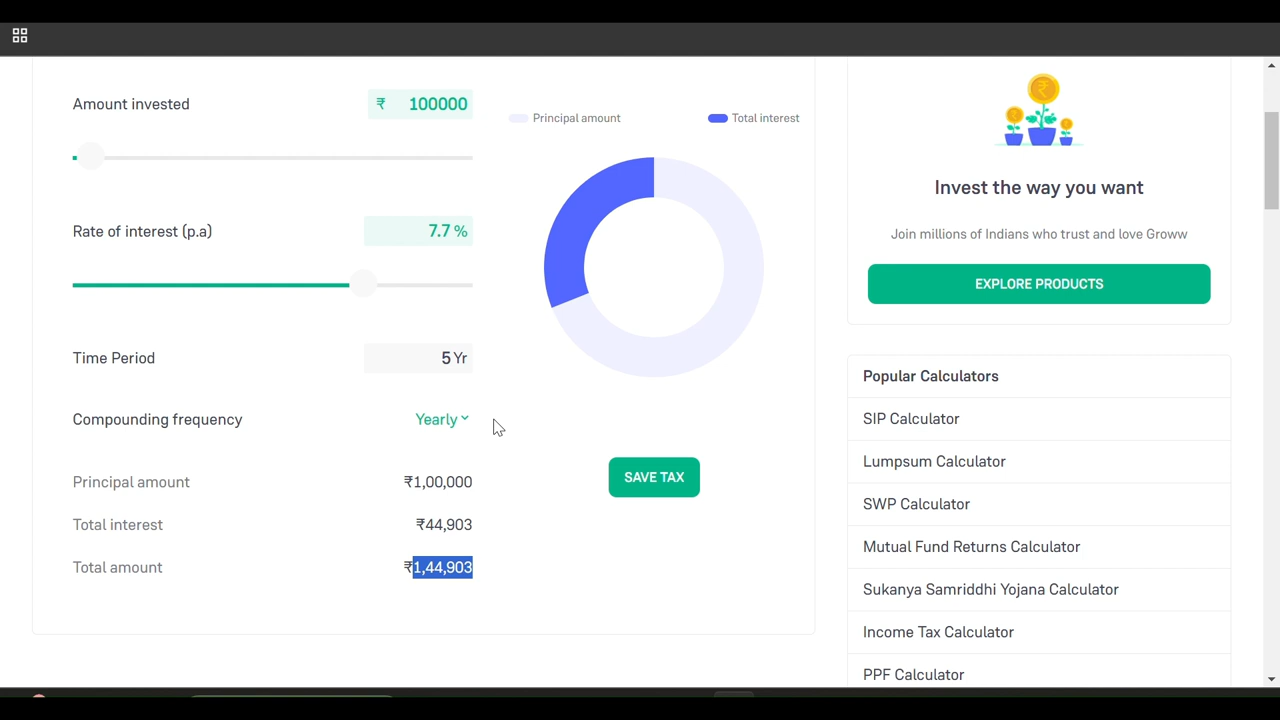 Amount invested
₹ 100000
Rate of interest (p.a)
7.7 %
Time Period
5 Yr
Compounding frequency
Yearly
Principal amount
₹1,00,000
Total interest
₹44,903
Total amount
₹1,44,903
Principal amount
Total interest
SAVE TAX
Invest the way you want
Join millions of Indians who trust and love Groww
EXPLORE PRODUCTS
Popular Calculators
SIP Calculator
Lumpsum Calculator
SWP Calculator
Mutual Fund Returns Calculator
Sukanya Samriddhi Yojana Calculator
Income Tax Calculator
PPF Calculator